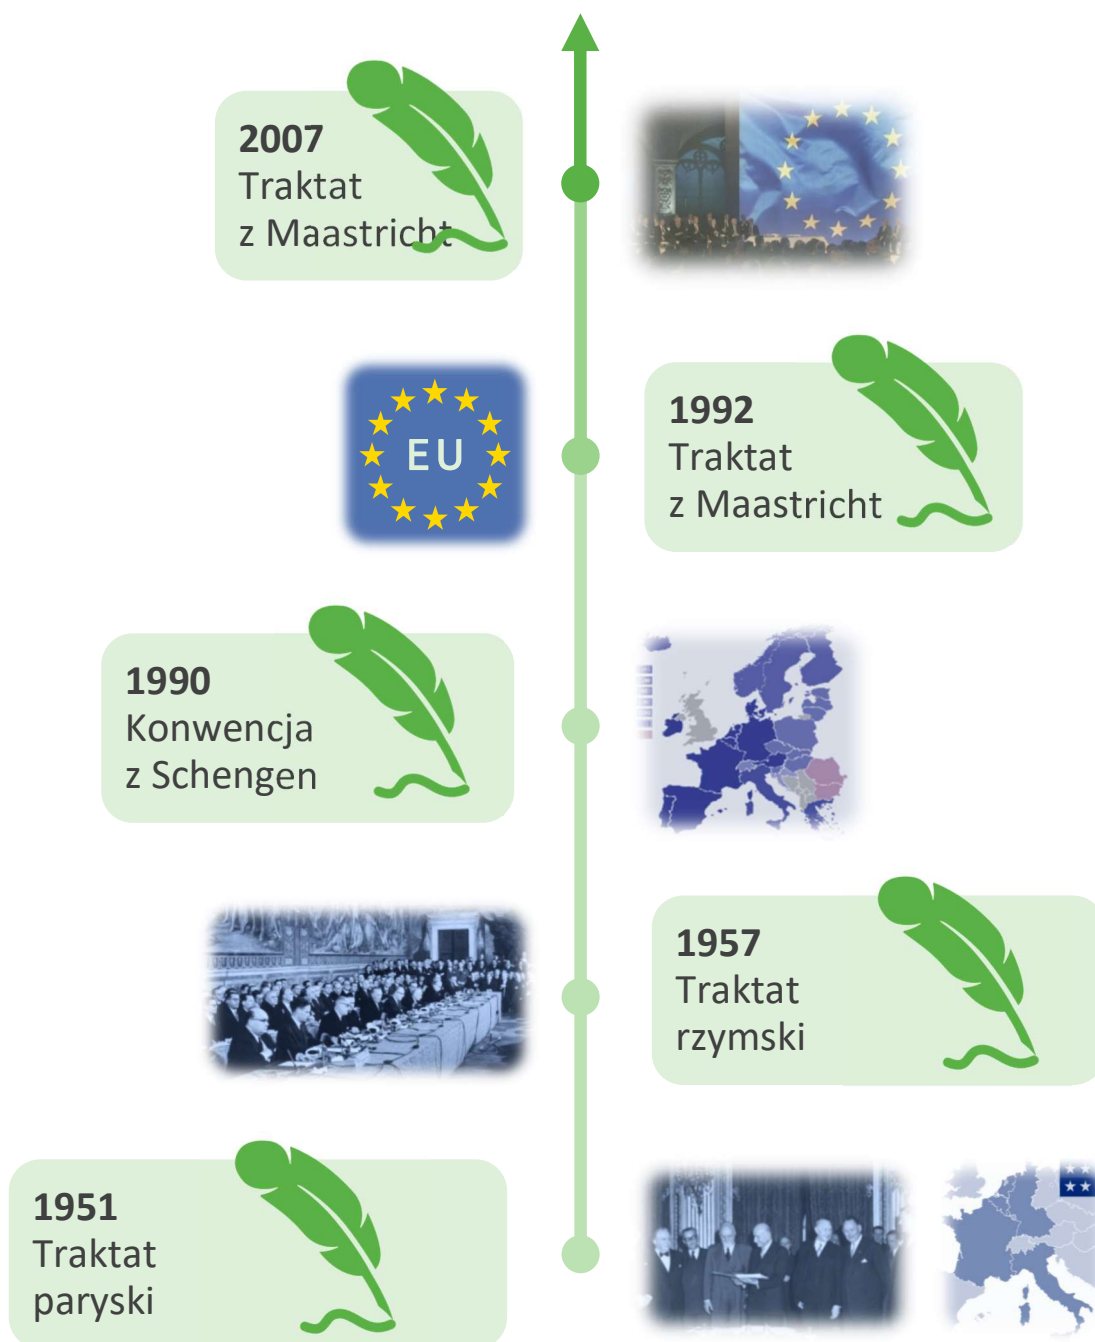 2007
Traktat
z Maastricht
EU
1992
Traktat
z Maastricht
1990
Konwencja
z Schengen
1957
Traktat
rzymski
1951
Traktat
paryski